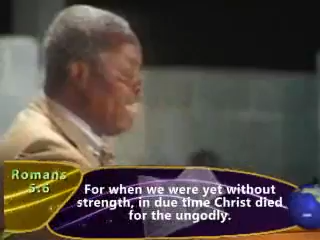 Romans
5:6
For when we were yet without
strength, in due time Christ died
for the ungodly.